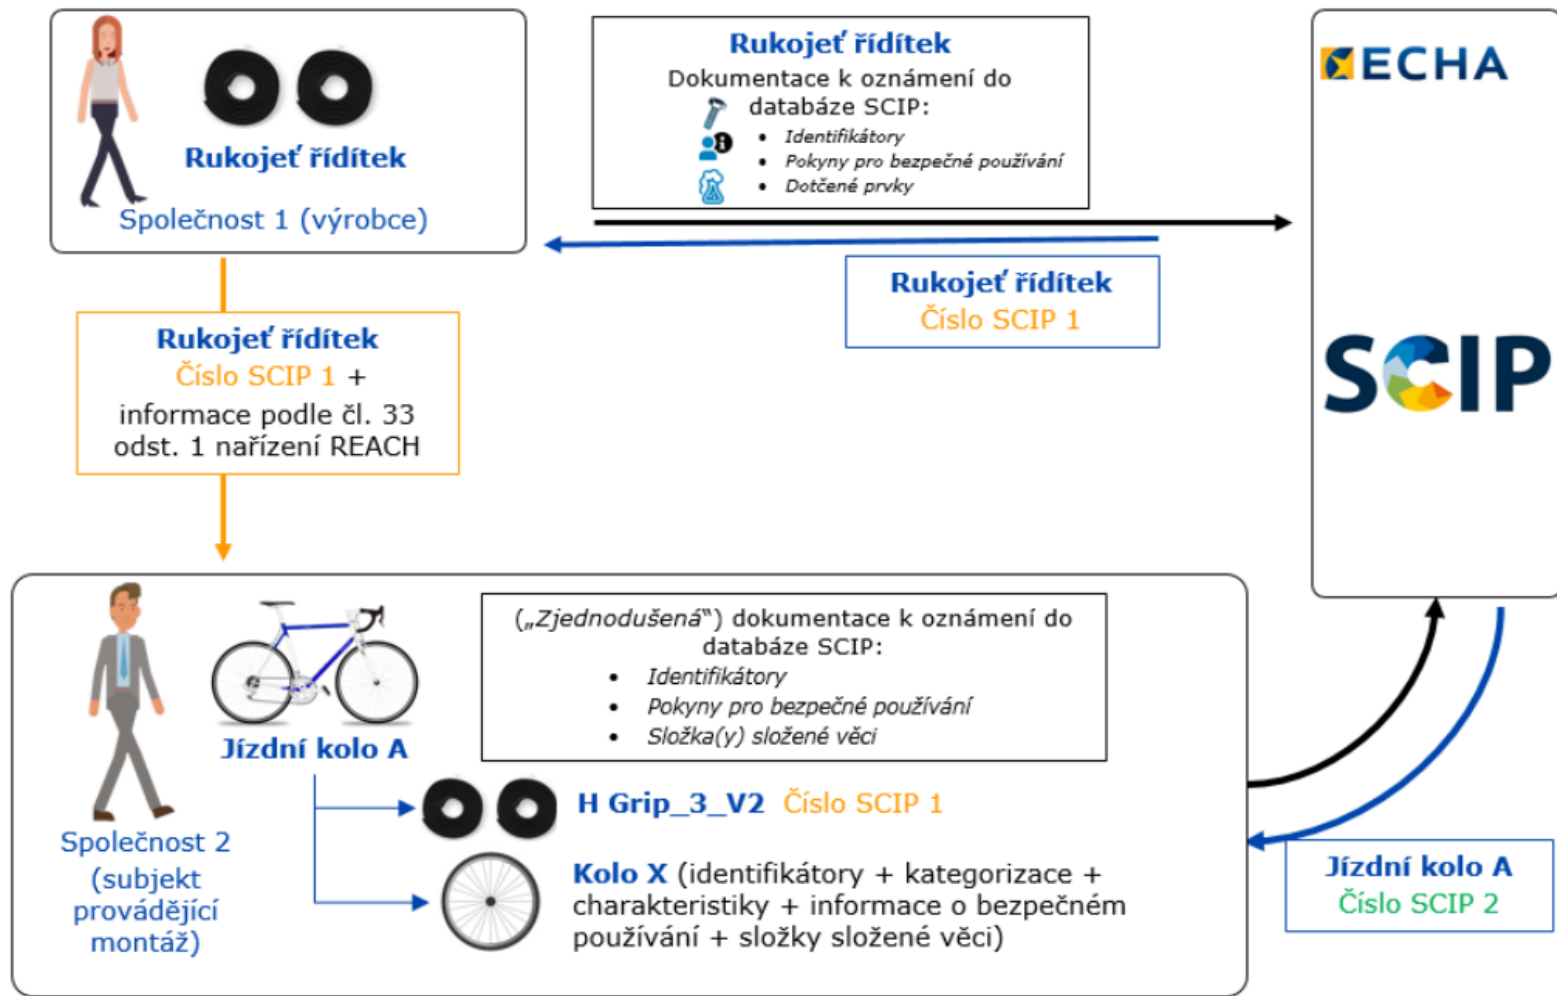 Rukojeť řídítek
Společnost 1 (výrobce)
Rukojeť řídítek
Dokumentace k oznámení do
databáze SCIP:
• Identifikátory
• Pokyny pro bezpečné používání
• Dotčené prvky
ECHA
SCIP
Rukojeť řídítek
Číslo SCIP 1
Rukojeť řídítek
Číslo SCIP 1 +
informace podle čl. 33
odst. 1 nařízení REACH
(„Zjednodušená“) dokumentace k oznámení do
databáze SCIP:
• Identifikátory
• Pokyny pro bezpečné používání
• Složka(y) složené věci
Jízdní kolo A
H Grip_3_V2 Číslo SCIP 1
Společnost 2
(subjekt
provádějící
montáž)
Kolo X (identifikátory + kategorizace +
charakteristiky + informace o bezpečném
používání + složky složené věci)
Jízdní kolo A
Číslo SCIP 2